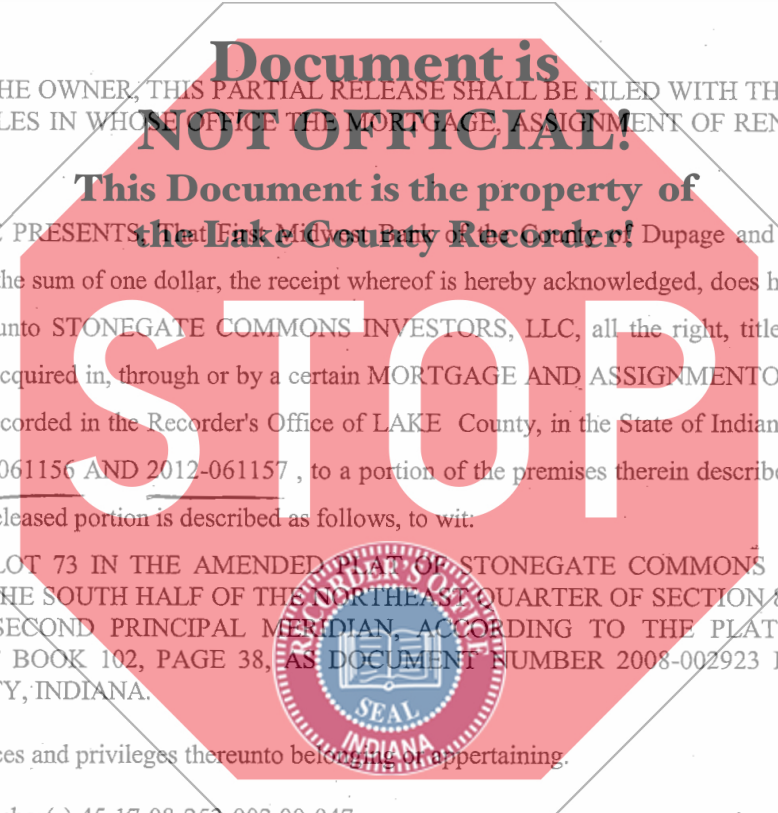 Document is
HE OWNER, THIS PARTIAL RELEASE SHALL BE FILED WITH TH
LES IN WHOSE OFFICE THE MORTGAGE, ASSIGNMENT OF REN
NOT OFFICIAL!
This Document is the property of
the Lake County Recorder!
PRESENTS, That First Midwest Bank of the County of Dupage and
the sum of one dollar, the receipt whereof is hereby acknowledged, does h
unto STONEGATE COMMONS INVESTORS, LLC, all the right, title
cquired in, through or by a certain MORTGAGE AND ASSIGNMENTO
corded in the Recorder's Office of LAKE County, in the State of Indian
STOP
061156 AND 2012-061157 , to a portion of the premises therein describe
eleased portion is described as follows, to wit:
LOT 73 IN THE AMENDED PLAT OF STONEGATE COMMONS
HE SOUTH HALF OF THE NORTHEAST QUARTER OF SECTION 8
SECOND PRINCIPAL MERIDIAN, ACCORDING TO THE PLAT
BOOK 102, PAGE 38, AS DOCUMENT NUMBER 2008-002923
TY, INDIANA.
RECORDER'S OFFICE
SEAL
INDIANA
ces and privileges thereunto belonging or appertaining.